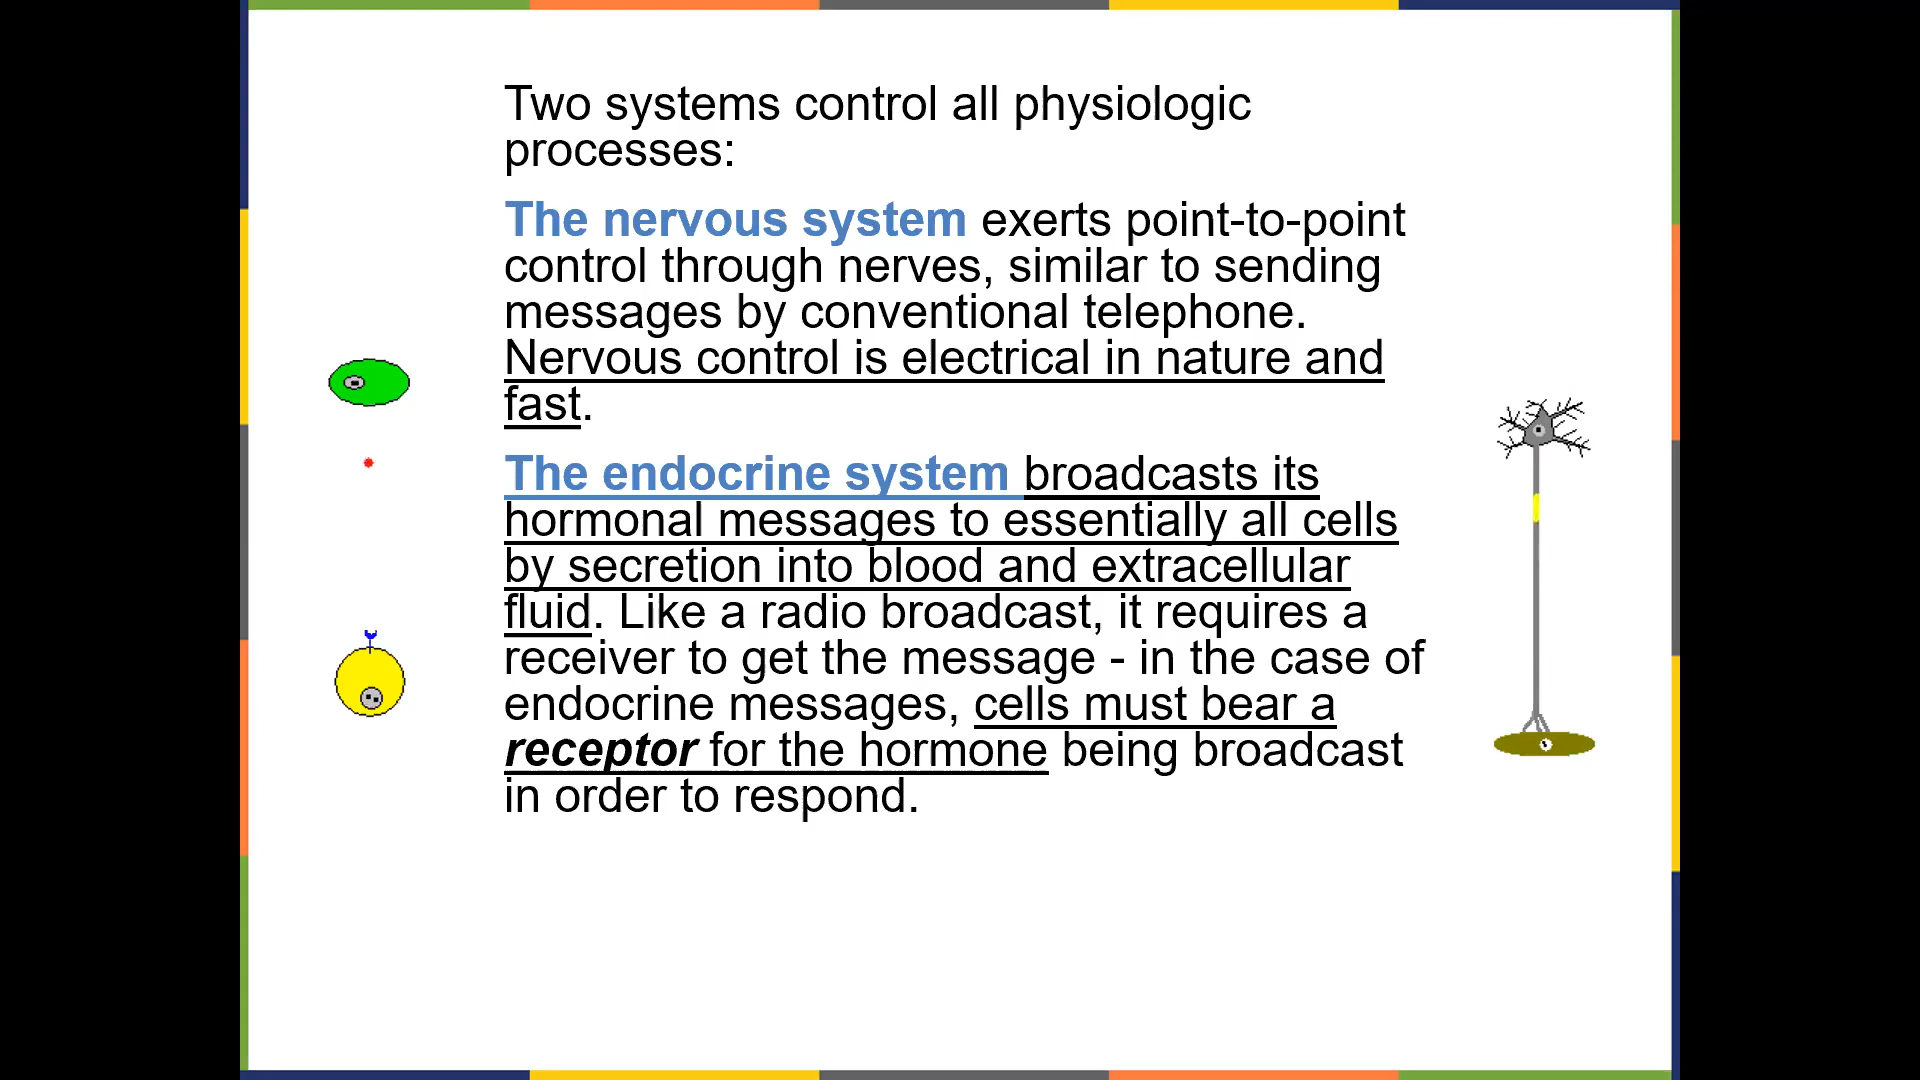 Two systems control all physiologic
processes:
The nervous system exerts point-to-point
control through nerves, similar to sending
messages by conventional telephone.
Nervous control is electrical in nature and
fast.
The endocrine system broadcasts its
hormonal messages to essentially all cells
by secretion into blood and extracellular
fluid. Like a radio broadcast, it requires a
receiver to get the message - in the case of
endocrine messages, cells must bear a
receptor for the hormone being broadcast
in order to respond.